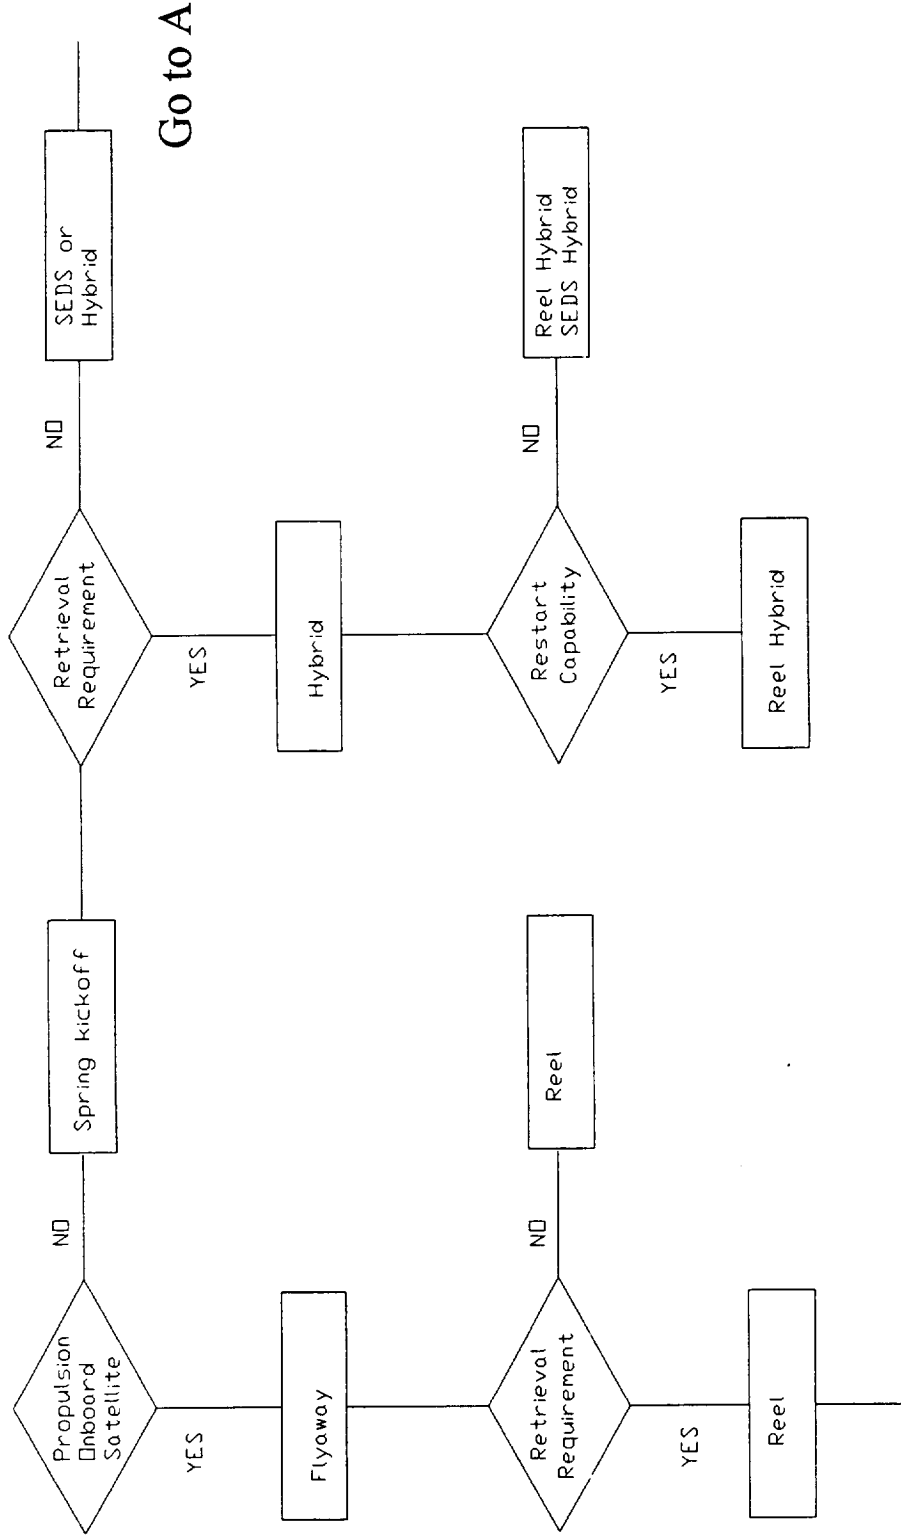 Propulsion
Onboard
Satellite
NO
Spring kickoff
Retrieval
Requirement
NO
SEDS or
Hybrid
Go to A
YES
Flyaway
YES
Hybrid
Retrieval
Requirement
NO
Reel
Restart
Capability
NO
Reel Hybrid
SEDS Hybrid
YES
Reel
YES
Reel Hybrid